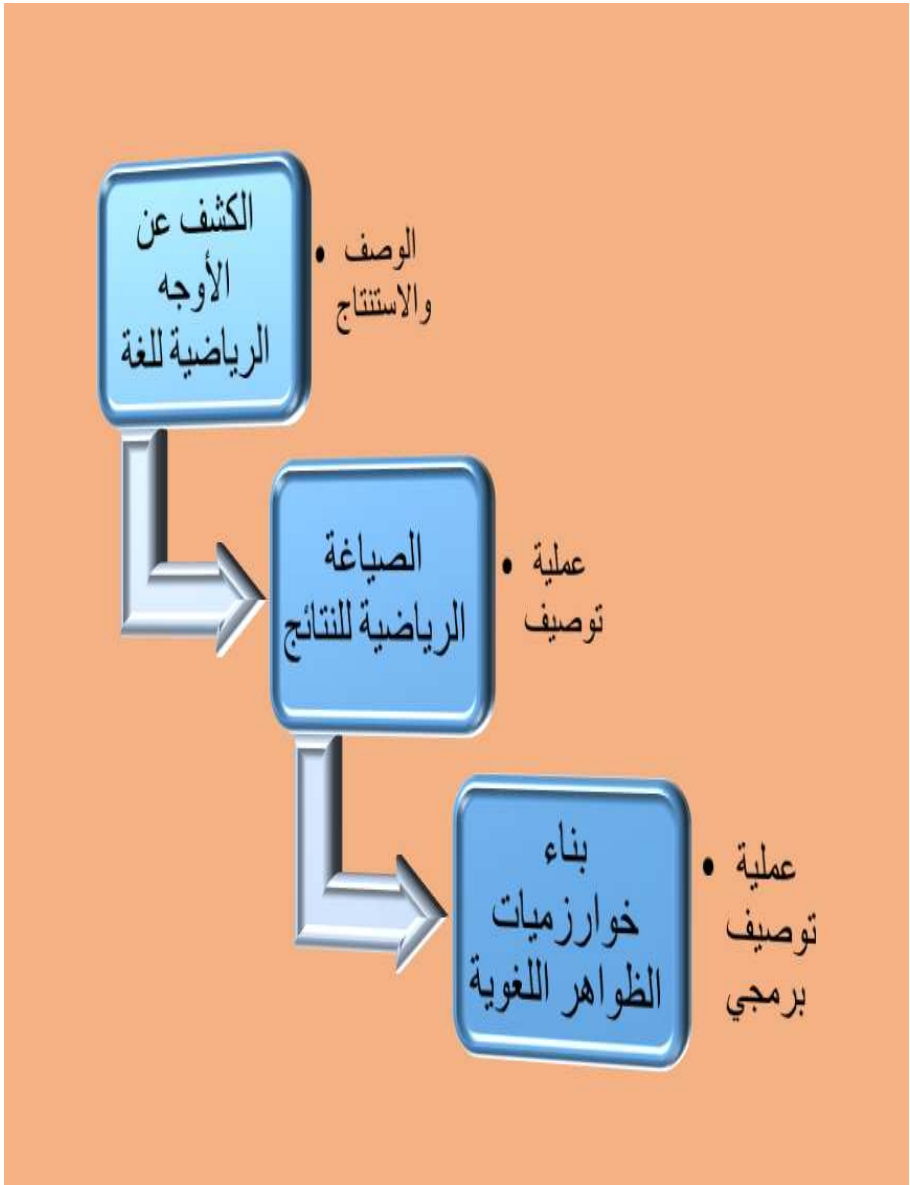 الكشف عن
الأوجه
الرياضية للغة
• الوصف
والاستنتاج
الصياغة
الرياضية للنتائج
• عملية
توصيف
بناء
خوارزميات
الظواهر اللغوية
• عملية
توصيف
برمجي